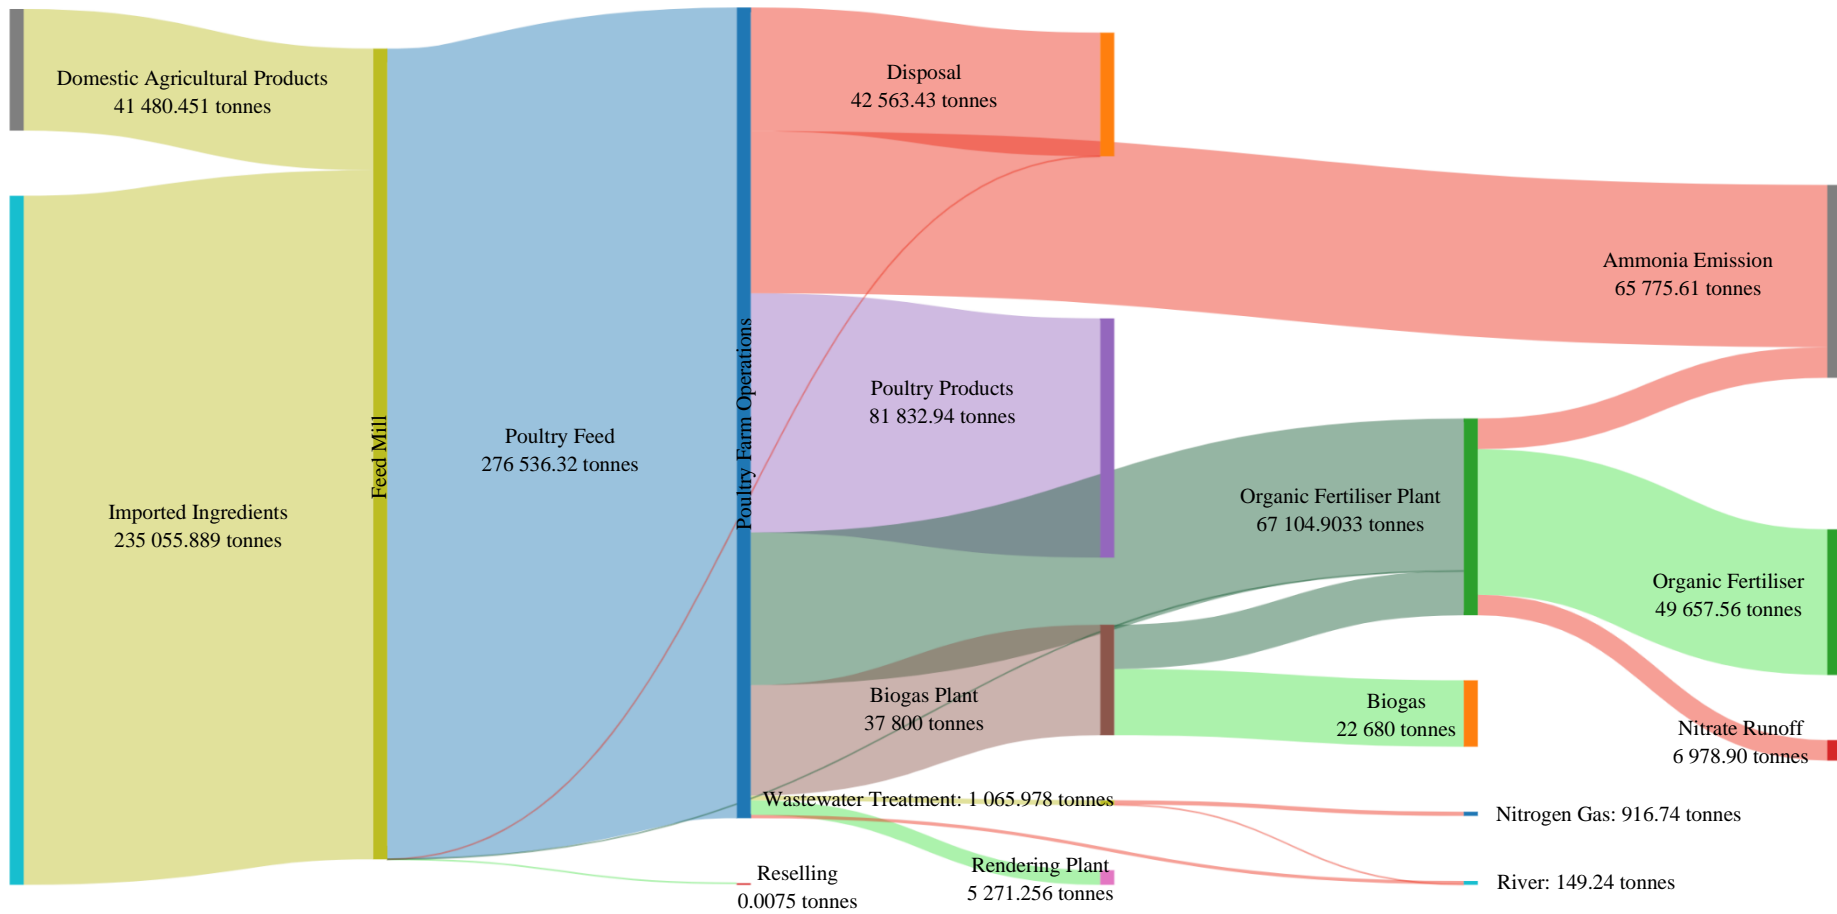 Domestic Agricultural Products
41 480.451 tonnes
Imported Ingredients
235 055.889 tonnes
Feed Mill
Poultry Feed
276 536.32 tonnes
Poultry Farm Operations
Disposal
42 563.43 tonnes
Poultry Products
81 832.94 tonnes
Biogas Plant
37 800 tonnes
Wastewater Treatment: 1 065.978 tonnes
Rendering Plant
5 271.256 tonnes
Reselling
0.0075 tonnes
Organic Fertiliser Plant
67 104.9033 tonnes
Biogas
22 680 tonnes
Nitrogen Gas: 916.74 tonnes
River: 149.24 tonnes
Ammonia Emission
65 775.61 tonnes
Organic Fertiliser
49 657.56 tonnes
Nitrate Runoff
6 978.90 tonnes